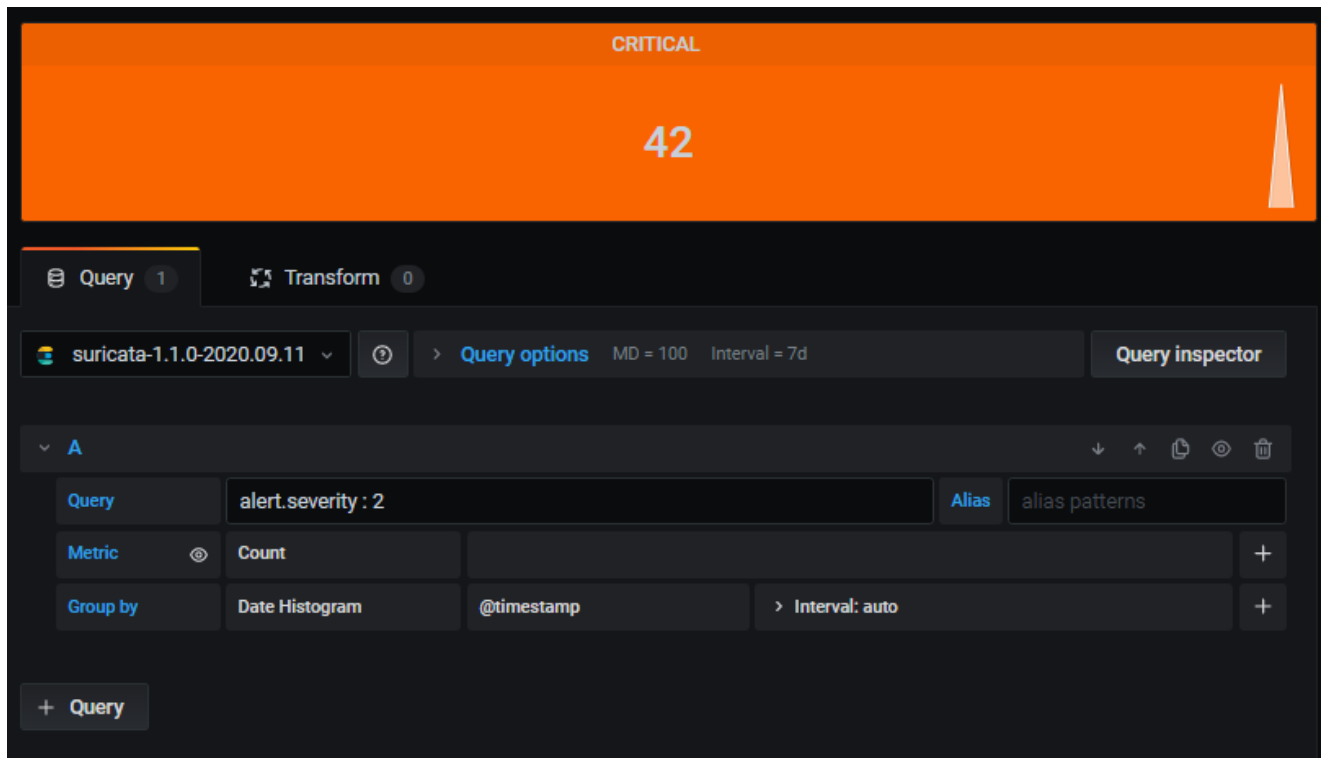 CRITICAL
42
Query 1 Transform 0
suricata-1.1.0-2020.09.11 Query options MD = 100 Interval = 7d Query inspector
A
Query alert.severity : 2 Alias alias patterns
Metric Count +
Group by Date Histogram @timestamp > Interval: auto +
+ Query